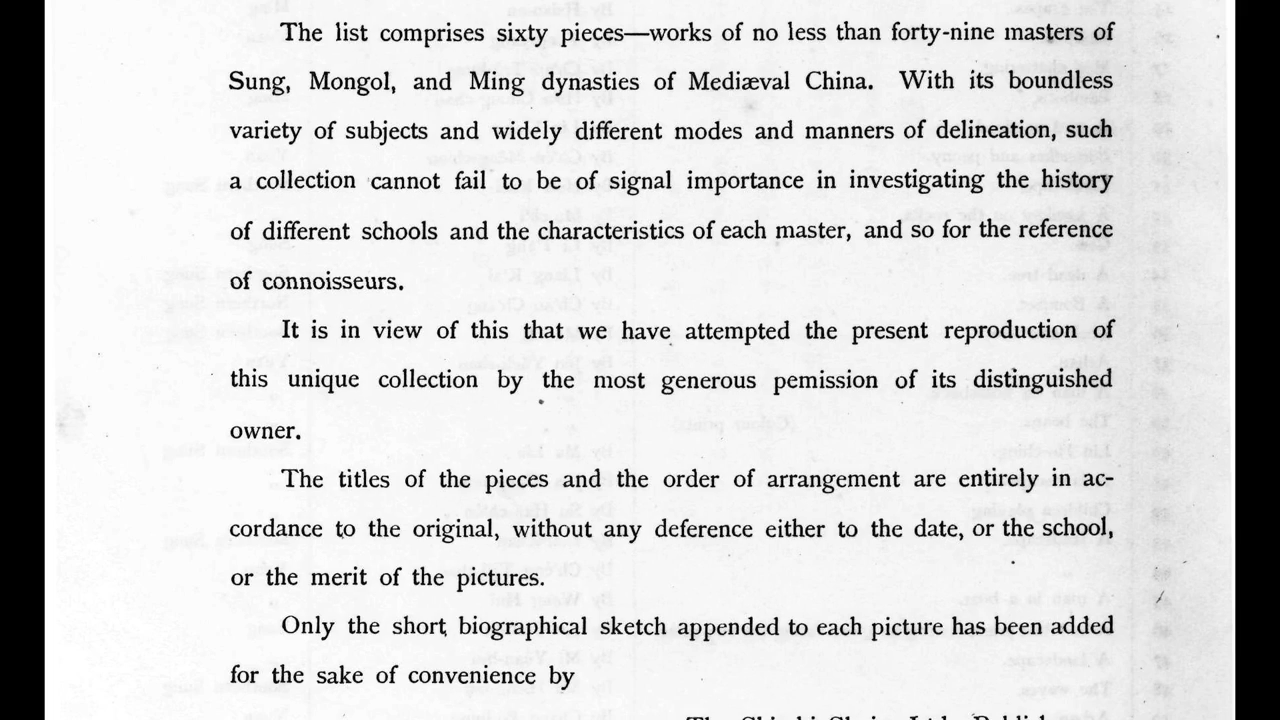 The list comprises sixty pieces—works of no less than forty-nine masters of
Sung, Mongol, and Ming dynasties of Mediæval China. With its boundless
variety of subjects and widely different modes and manners of delineation, such
a collection cannot fail to be of signal importance in investigating the history
of different schools and the characteristics of each master, and so for the reference
of connoisseurs.
It is in view of this that we have attempted the present reproduction of
this unique collection by the most generous pemission of its distinguished
owner.
The titles of the pieces and the order of arrangement are entirely in ac-
cordance to the original, without any deference either to the date, or the school,
or the merit of the pictures.
Only the short biographical sketch appended to each picture has been added
for the sake of convenience by